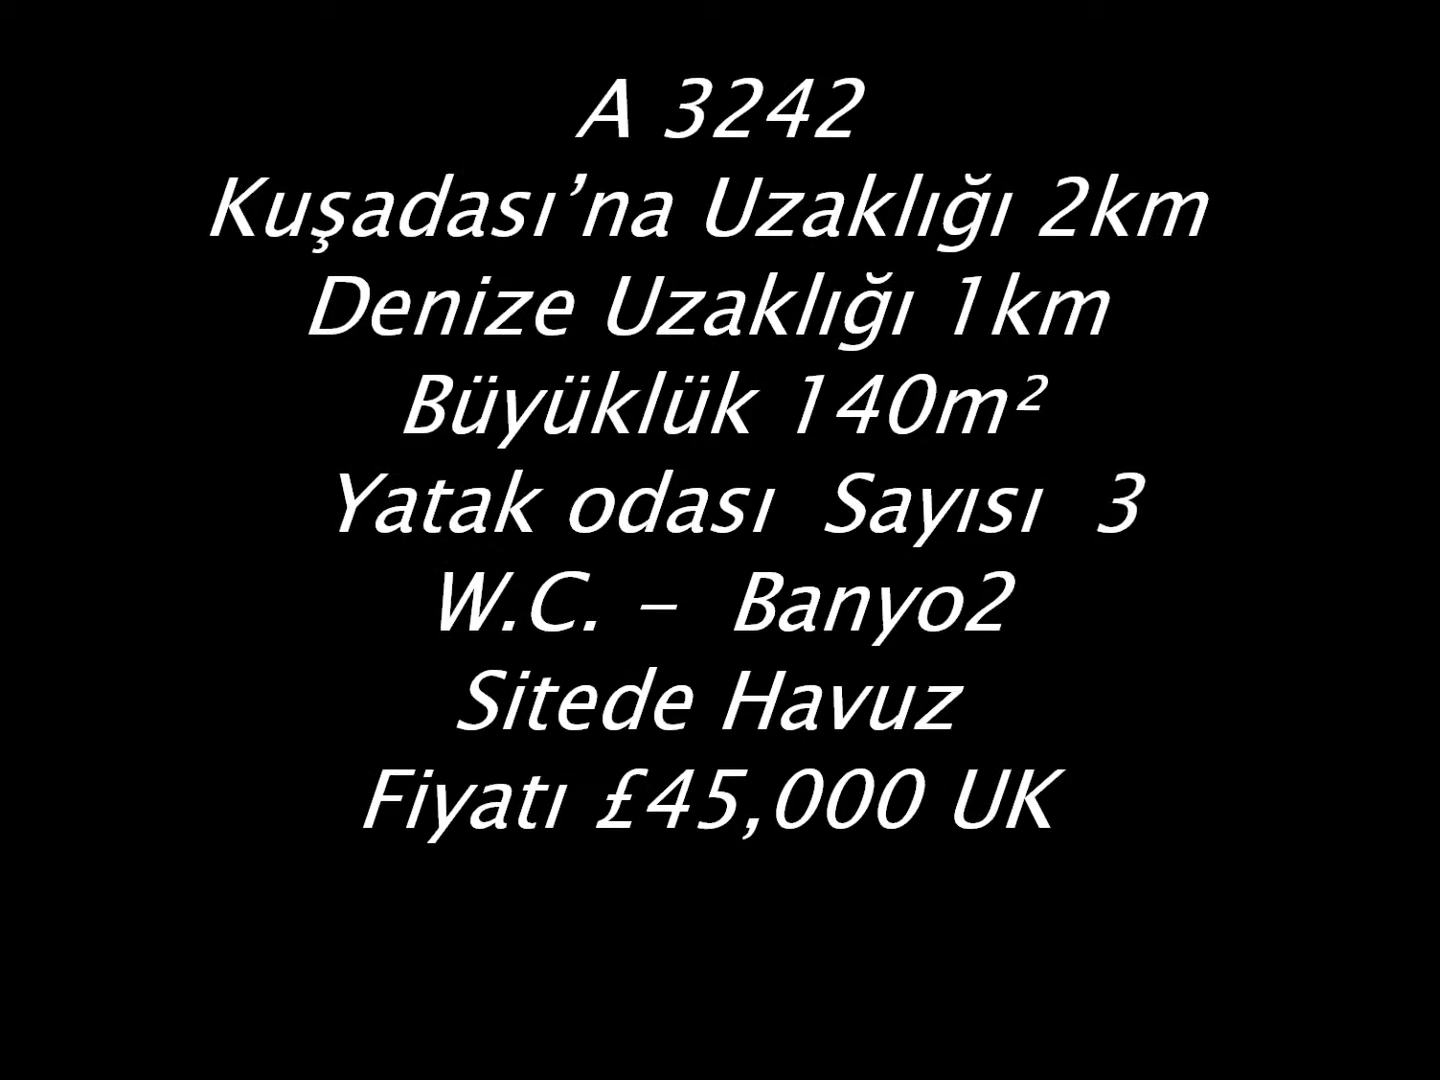 A 3242
Kuşadası’na Uzaklığı 2km
Denize Uzaklığı 1km
Büyüklük 140m²
Yatak odası  Sayısı  3
W.C. –  Banyo2
Sitede Havuz
Fiyatı £45,000 UK